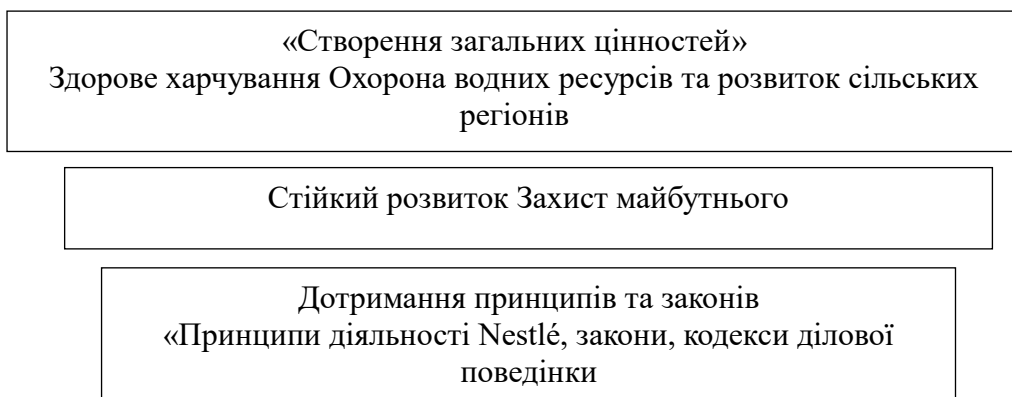 «Створення загальних цінностей»
Здорове харчування Охорона водних ресурсів та розвиток сільських
регіонів
Стійкий розвиток Захист майбутнього
Дотримання принципів та законів
«Принципи діяльності Nestlé, закони, кодекси ділової
поведінки